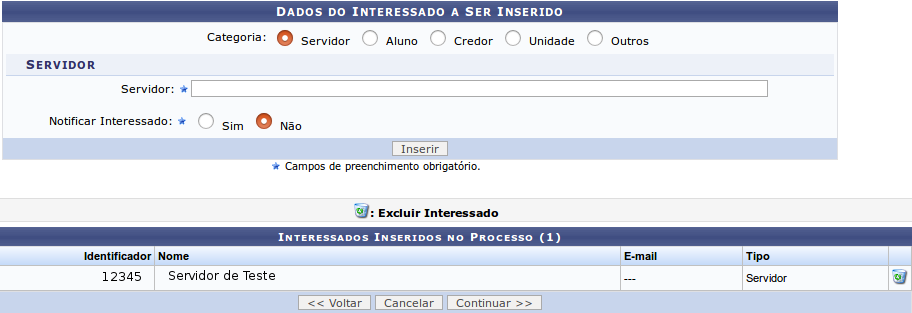 DADOS DO INTERESSADO A SER INSERIDO
Categoria: Servidor Aluno Credor Unidade Outros
SERVIDOR
Servidor:
Notificar Interessado: Sim Não
Inserir
Campos de preenchimento obrigatório.
: Excluir Interessado
INTERESSADOS INSERIDOS NO PROCESSO (1)
Identificador Nome E-mail Tipo
12345 Servidor de Teste --- Servidor
<< Voltar Cancelar Continuar >>